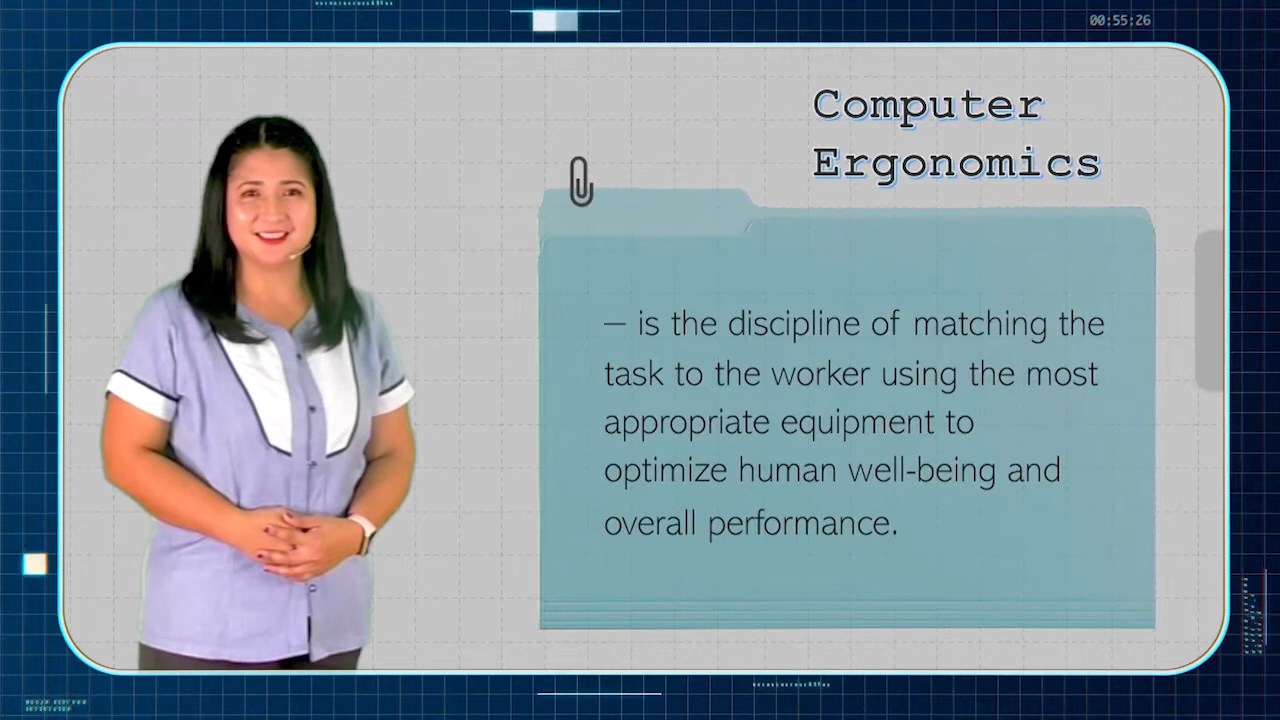 00:55:26
Computer
Ergonomics
– is the discipline of matching the
task to the worker using the most
appropriate equipment to
optimize human well-being and
overall performance.